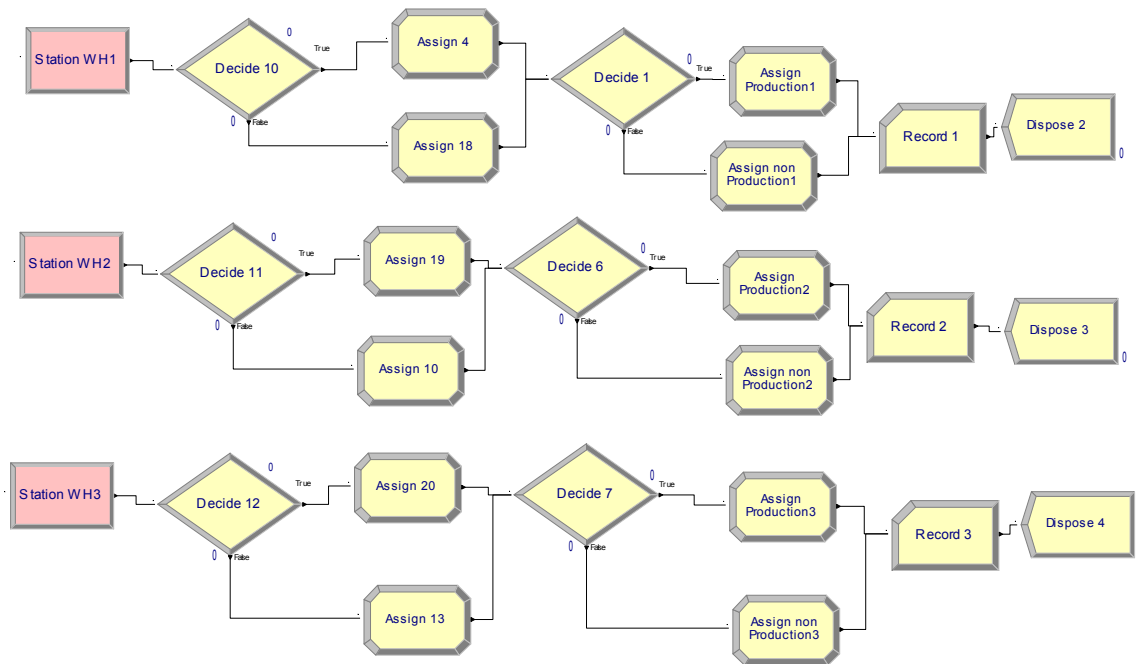 Station WH1
Decide 10
0
True
0
False
Assign 4
Assign 18
Decide 1
0
True
0
False
Assign
Production1
Assign non
Production1
Record 1
Dispose 2
0
Station WH2
Decide 11
0
True
0
False
Assign 19
Assign 10
Decide 6
0
True
0
False
Assign
Production2
Assign non
Production2
Record 2
Dispose 3
0
Station WH3
Decide 12
0
True
0
False
Assign 20
Assign 13
Decide 7
0
True
0
False
Assign
Production3
Assign non
Production3
Record 3
Dispose 4